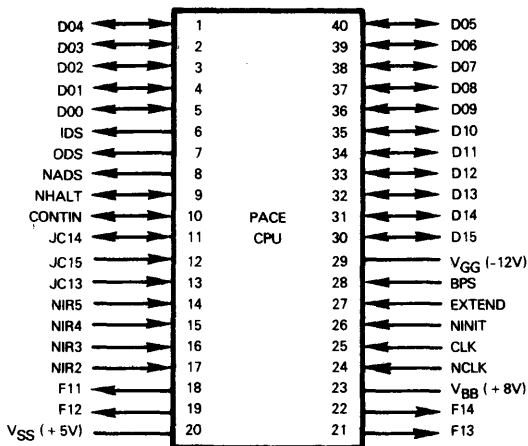 D04 1 40 D05
D03 2 39 D06
D02 3 38 D07
D01 4 37 D08
D00 5 36 D09
IDS 6 35 D10
ODS 7 34 D11
NADS 8 33 D12
NHALT 9 32 D13
CONTIN 10 PACE 31 D14
JC14 11 CPU 30 D15
JC15 12 29 VGG (-12V)
JC13 13 28 BPS
NIR5 14 27 EXTEND
NIR4 15 26 NINIT
NIR3 16 25 CLK
NIR2 17 24 NCLK
F11 18 23 VBB (+8V)
F12 19 22 F14
VSS (+5V) 20 21 F13